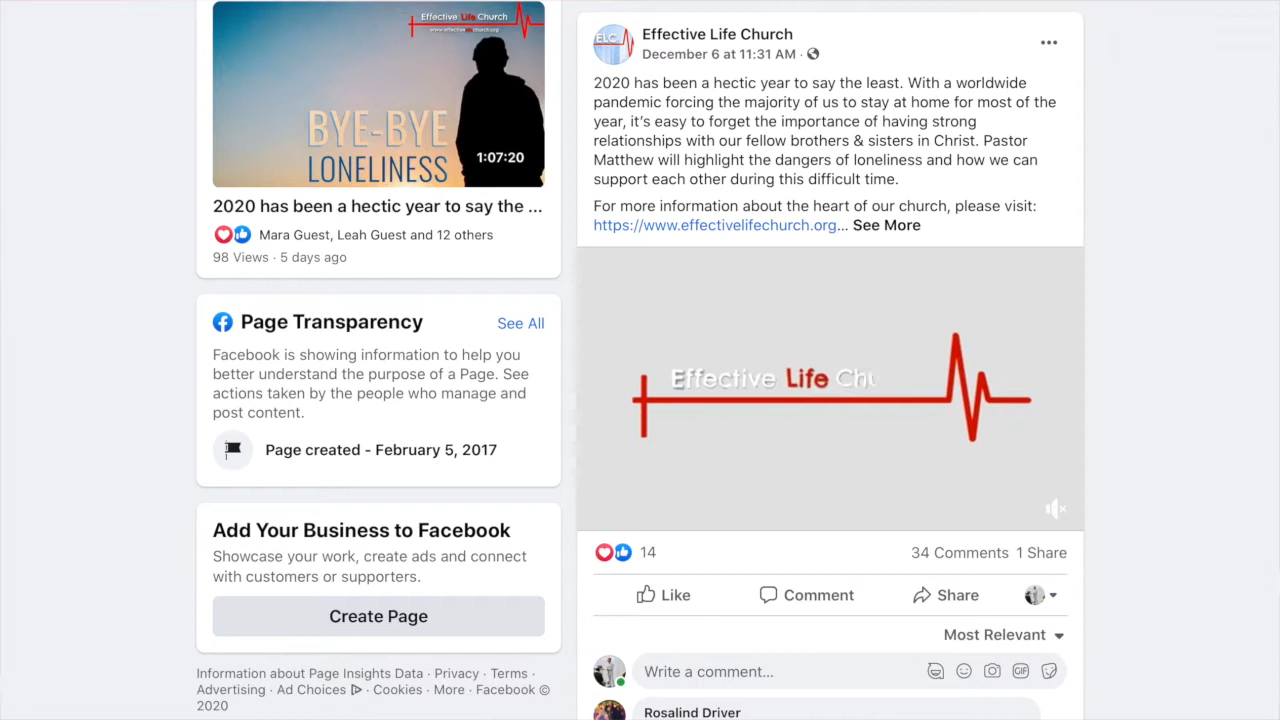 Effective Life Church
www.effectivelifechurch.org
BYE-BYE
LONELINESS
1:07:20
2020 has been a hectic year to say the ...
Mara Guest, Leah Guest and 12 others
98 Views · 5 days ago
Page Transparency
See All
Facebook is showing information to help you
better understand the purpose of a Page. See
actions taken by the people who manage and
post content.
Page created - February 5, 2017
Add Your Business to Facebook
Showcase your work, create ads and connect
with customers or supporters.
Create Page
Information about Page Insights Data · Privacy · Terms ·
Advertising · Ad Choices · Cookies · More · Facebook ©
2020
ELC
Effective Life Church
December 6 at 11:31 AM ·
2020 has been a hectic year to say the least. With a worldwide
pandemic forcing the majority of us to stay at home for most of the
year, it’s easy to forget the importance of having strong
relationships with our fellow brothers & sisters in Christ. Pastor
Matthew will highlight the dangers of loneliness and how we can
support each other during this difficult time.
For more information about the heart of our church, please visit:
https://www.effectivelifechurch.org... See More
Effective Life Chu
14
34 Comments 1 Share
Like
Comment
Share
Most Relevant
Write a comment...
GIF
Rosalind Driver